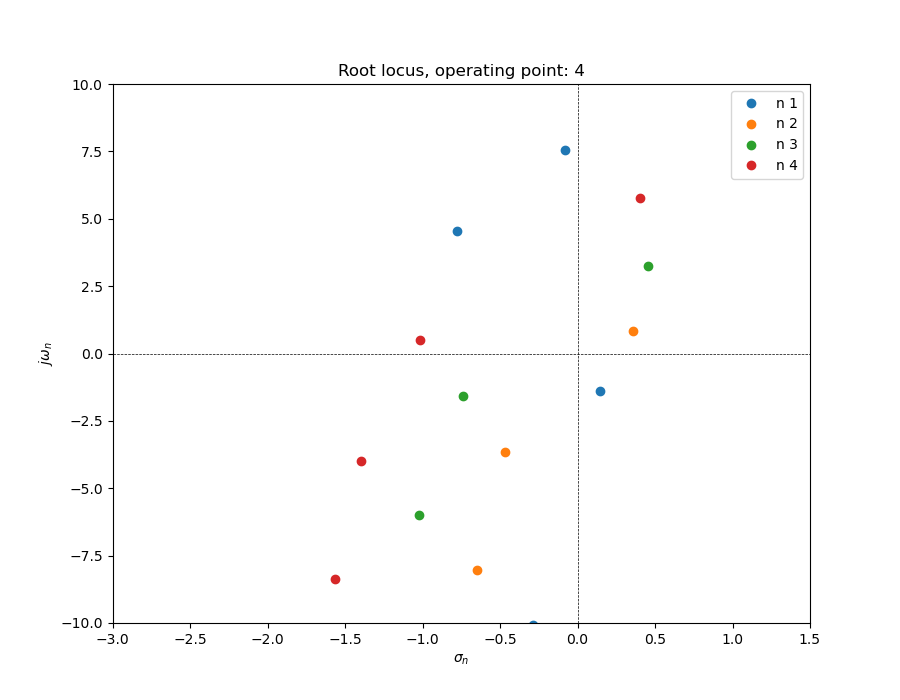 Root locus, operating point: 4
10.0
7.5
5.0
2.5
0.0
−2.5
−5.0
−7.5
−10.0
jωn
n 1
n 2
n 3
n 4
−3.0 −2.5 −2.0 −1.5 −1.0 −0.5 0.0 0.5 1.0 1.5
σn